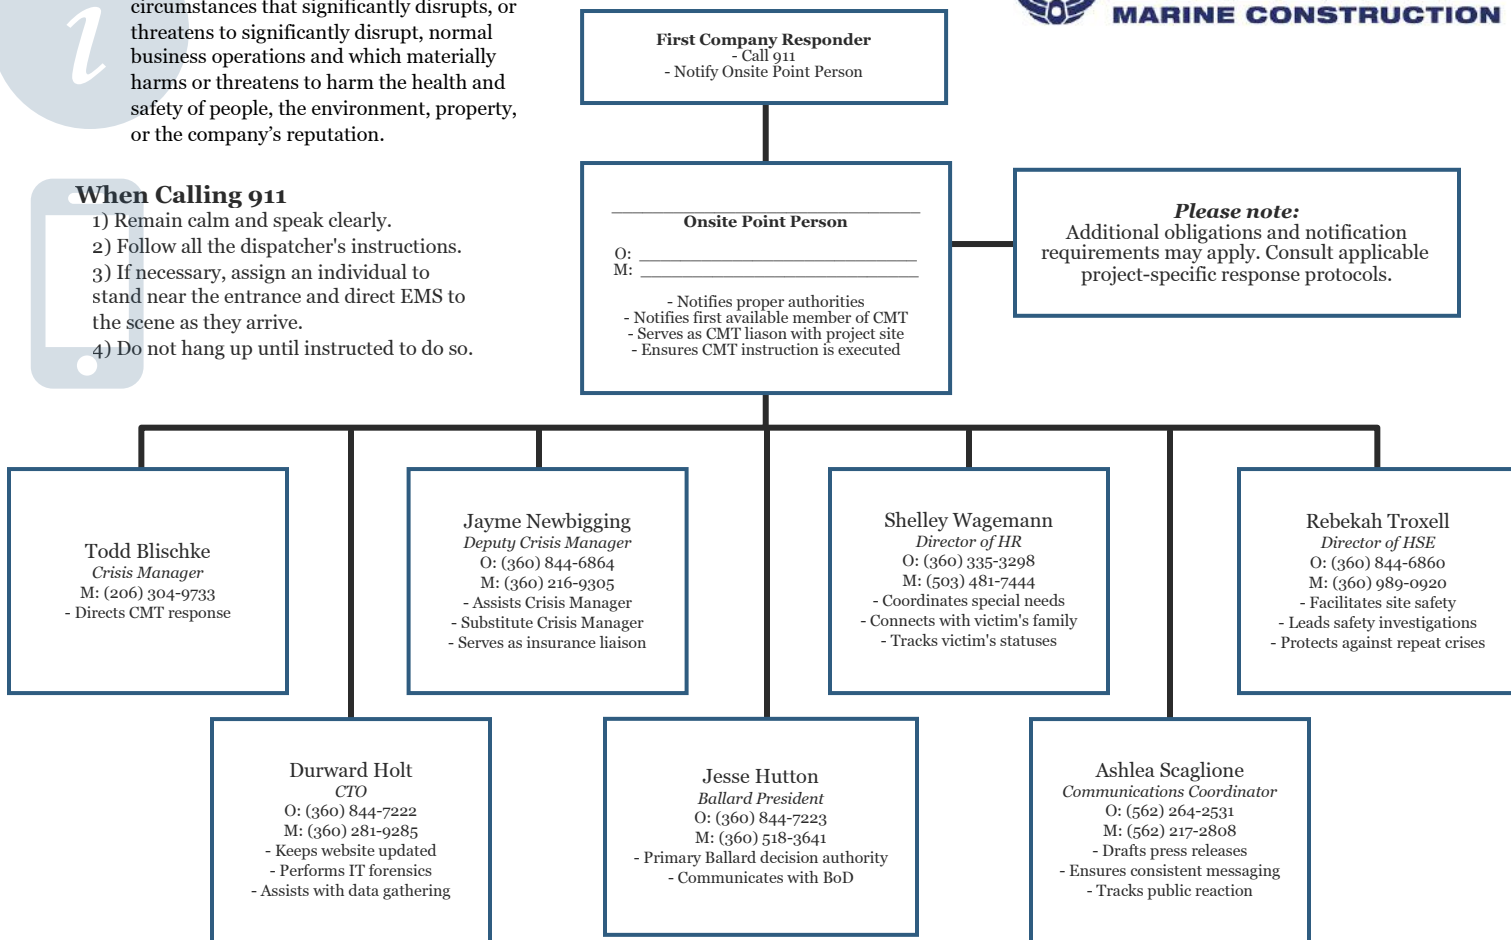 circumstances that significantly disrupts, or
threatens to significantly disrupt, normal
business operations and which materially
harms or threatens to harm the health and
safety of people, the environment, property,
or the company's reputation.
MARINE CONSTRUCTION
First Company Responder
- Call 911
- Notify Onsite Point Person
When Calling 911
1) Remain calm and speak clearly.
2) Follow all the dispatcher's instructions.
3) If necessary, assign an individual to
stand near the entrance and direct EMS to
the scene as they arrive.
4) Do not hang up until instructed to do so.
Onsite Point Person
O:
M:
- Notifies proper authorities
- Notifies first available member of CMT
- Serves as CMT liason with project site
- Ensures CMT instruction is executed
Please note:
Additional obligations and notification
requirements may apply. Consult applicable
project-specific response protocols.
Todd Blischke
Crisis Manager
M: (206) 304-9733
- Directs CMT response
Jayme Newbigging
Deputy Crisis Manager
O: (360) 844-6864
M: (360) 216-9305
- Assists Crisis Manager
- Substitute Crisis Manager
- Serves as insurance liaison
Shelley Wagemann
Director of HR
O: (360) 335-3298
M: (503) 481-7444
- Coordinates special needs
- Connects with victim's family
- Tracks victim's statuses
Rebekah Troxell
Director of HSE
O: (360) 844-6860
M: (360) 989-0920
- Facilitates site safety
- Leads safety investigations
- Protects against repeat crises
Durward Holt
CTO
O: (360) 844-7222
M: (360) 281-9285
- Keeps website updated
- Performs IT forensics
- Assists with data gathering
Jesse Hutton
Ballard President
O: (360) 844-7223
M: (360) 518-3641
- Primary Ballard decision authority
- Communicates with BoD
Ashlea Scaglione
Communications Coordinator
O: (562) 264-2531
M: (562) 217-2808
- Drafts press releases
- Ensures consistent messaging
- Tracks public reaction